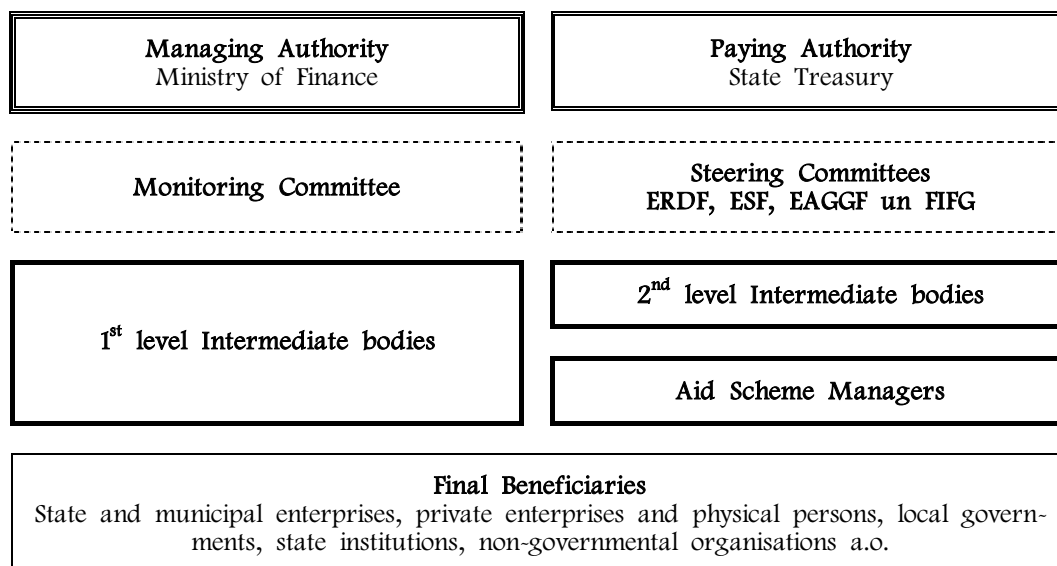 Managing Authority
Ministry of Finance
Paying Authority
State Treasury
Monitoring Committee
Steering Committees
ERDF, ESF, EAGGF un FIFG
1st level Intermediate bodies
2nd level Intermediate bodies
Aid Scheme Managers
Final Beneficiaries
State and municipal enterprises, private enterprises and physical persons, local govern-
ments, state institutions, non-governmental organisations a.o.